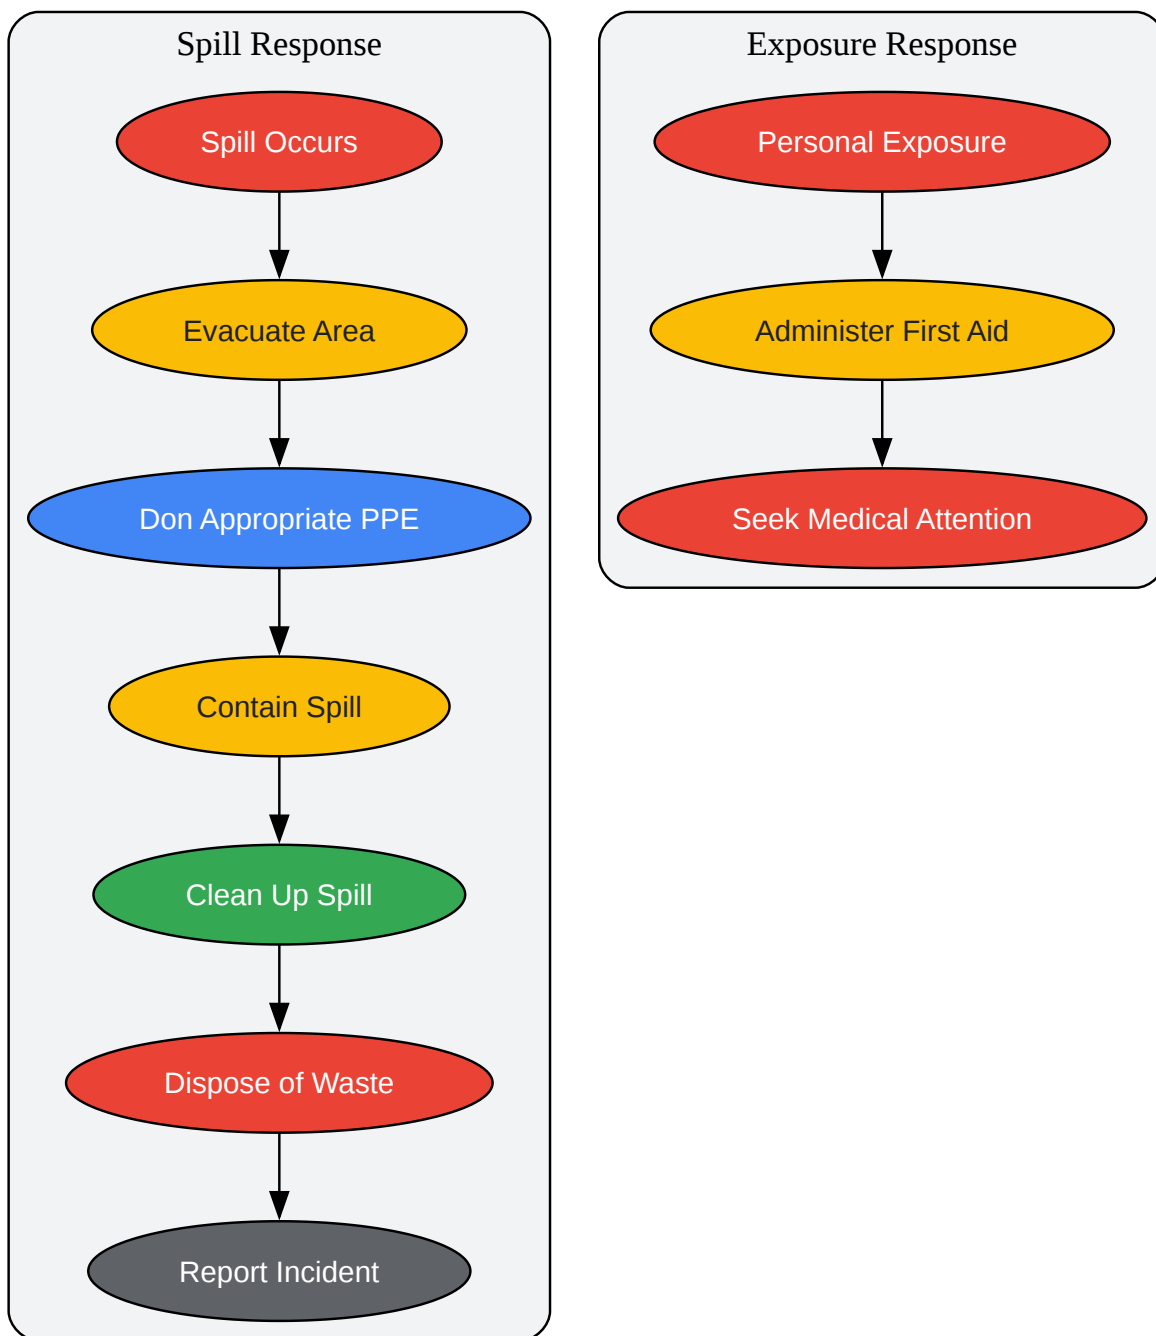 Spill Response
Spill Occurs
Evacuate Area
Don Appropriate PPE
Contain Spill
Clean Up Spill
Dispose of Waste
Report Incident
Exposure Response
Personal Exposure
Administer First Aid
Seek Medical Attention